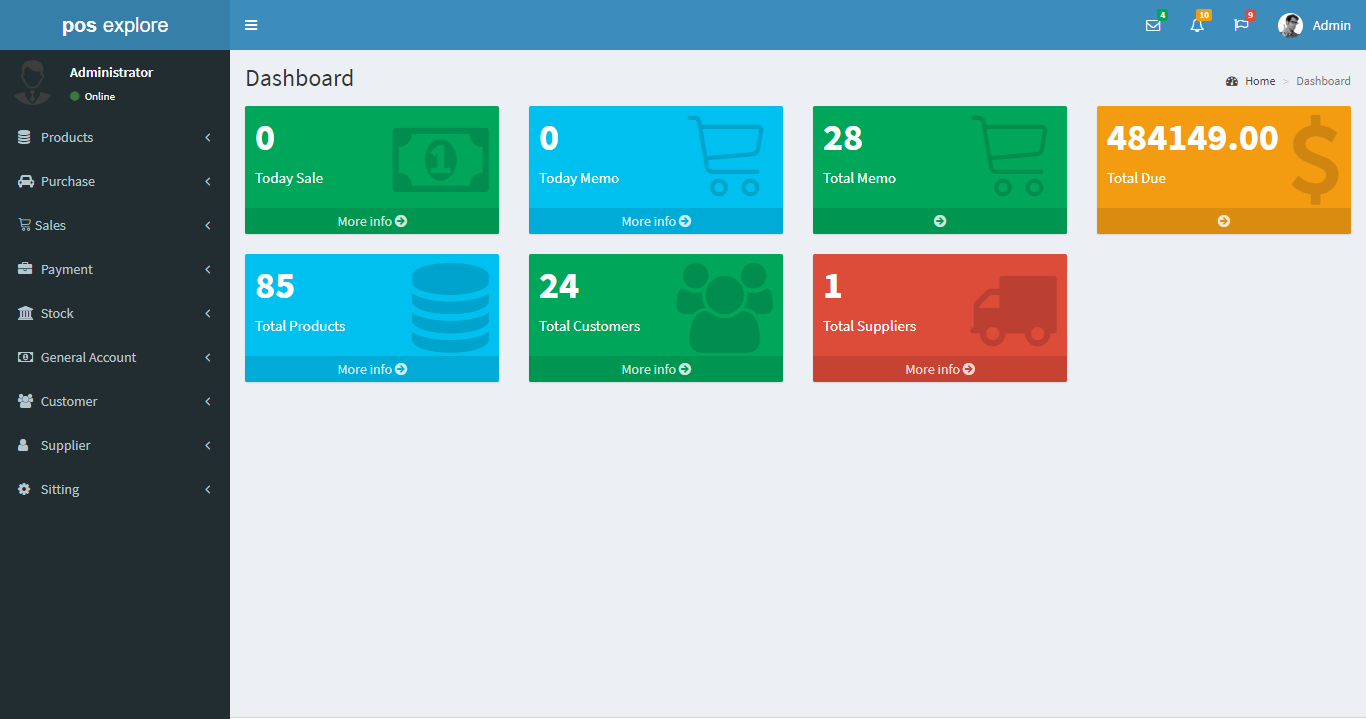 pos explore
4
10
9
Admin
Administrator
Online
Products
Purchase
Sales
Payment
Stock
General Account
Customer
Supplier
Sitting
Dashboard
Home > Dashboard
0
Today Sale
More info
0
Today Memo
More info
28
Total Memo
484149.00
Total Due
85
Total Products
More info
24
Total Customers
More info
1
Total Suppliers
More info